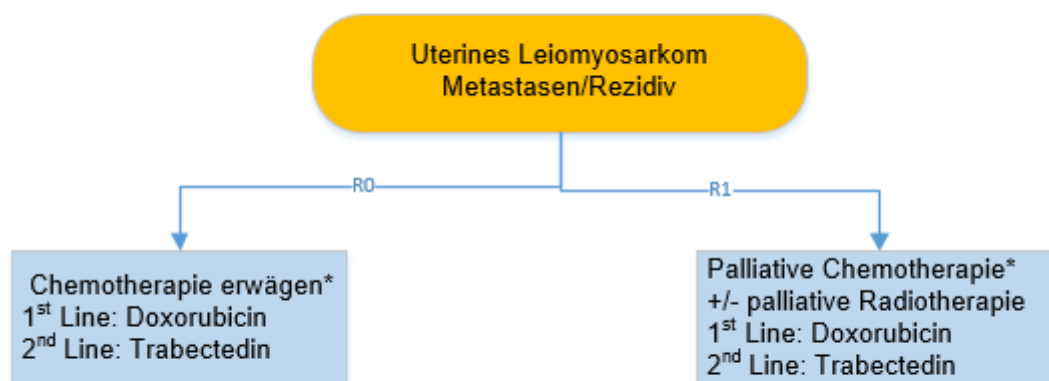 Uterines Leiomyosarkom
Metastasen/Rezidiv
R0
R1
Chemotherapie erwägen*
1st Line: Doxorubicin
2nd Line: Trabectedin
Palliative Chemotherapie*
+/- palliative Radiotherapie
1st Line: Doxorubicin
2nd Line: Trabectedin